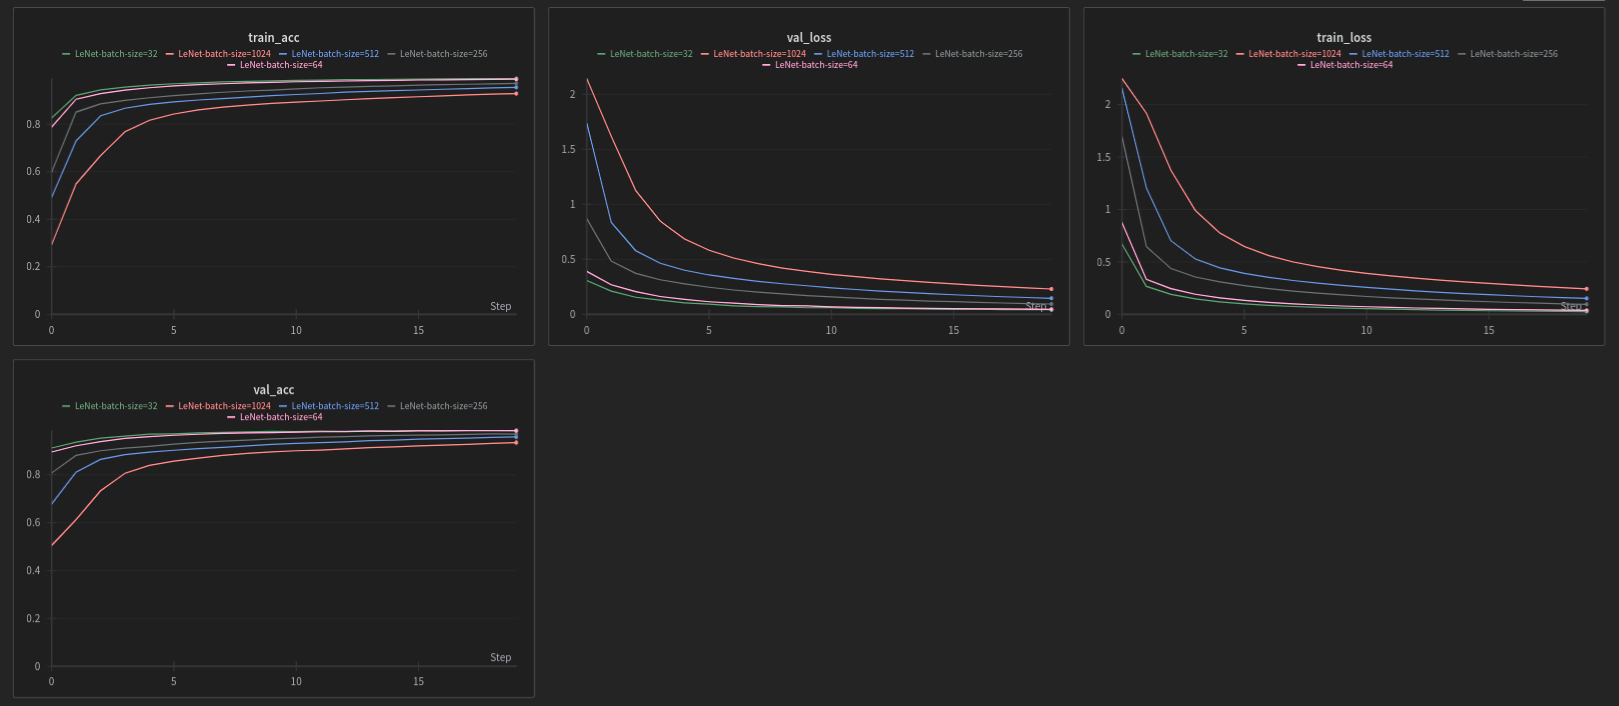 train_acc
LeNet-batch-size=32 LeNet-batch-size=1024 LeNet-batch-size=512 LeNet-batch-size=256
LeNet-batch-size=64
0.8
0.6
0.4
0.2
0
Step
0 5 10 15
val_loss
LeNet-batch-size=32 LeNet-batch-size=1024 LeNet-batch-size=512 LeNet-batch-size=256
LeNet-batch-size=64
2
1.5
1
0.5
0
Step
0 5 10 15
train_loss
LeNet-batch-size=32 LeNet-batch-size=1024 LeNet-batch-size=512 LeNet-batch-size=256
LeNet-batch-size=64
2
1.5
1
0.5
0
Step
0 5 10 15
val_acc
LeNet-batch-size=32 LeNet-batch-size=1024 LeNet-batch-size=512 LeNet-batch-size=256
LeNet-batch-size=64
0.8
0.6
0.4
0.2
0
Step
0 5 10 15